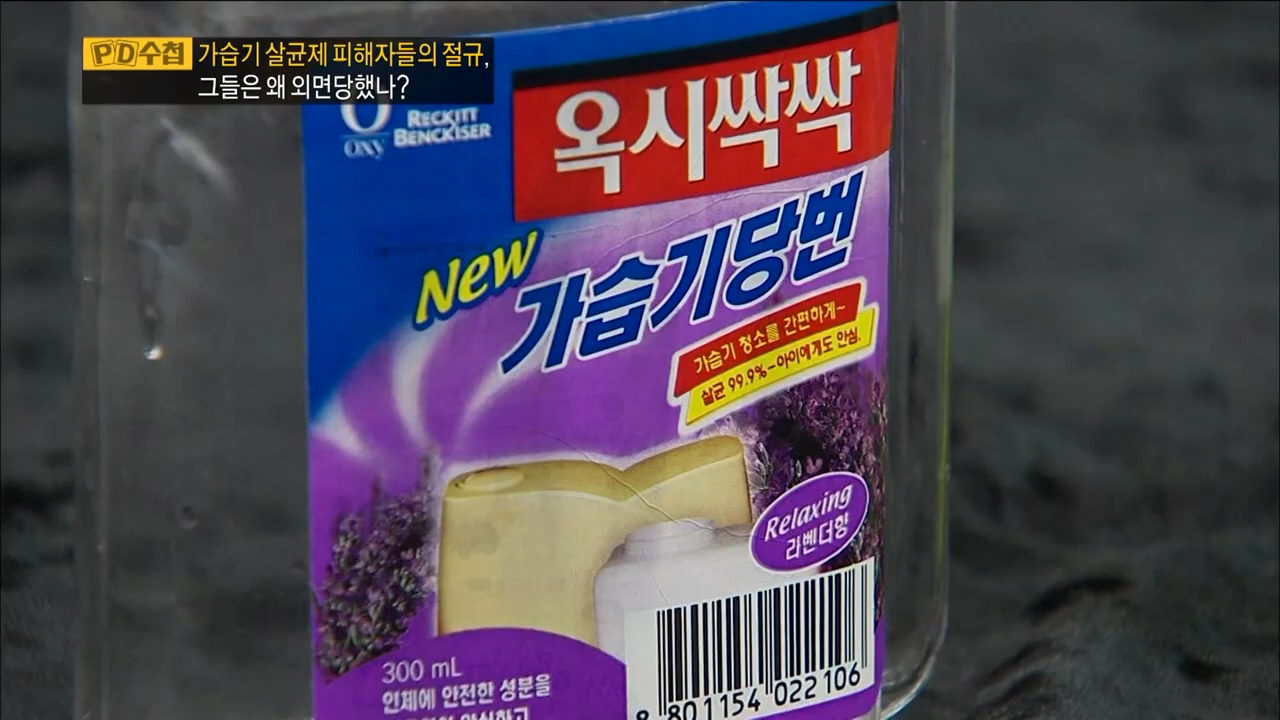 PD수첩
가습기 살균제 피해자들의 절규,
그들은 왜 외면당했나?
OXY
RECKITT
BENCKISER
옥시싹싹
New
가습기당번
가습기 청소를 간편하게~
살균 99.9%-아이에게도 안심.
Relaxing
라벤더향
300 mL
인체에 안전한 성분을
8 801154 022106